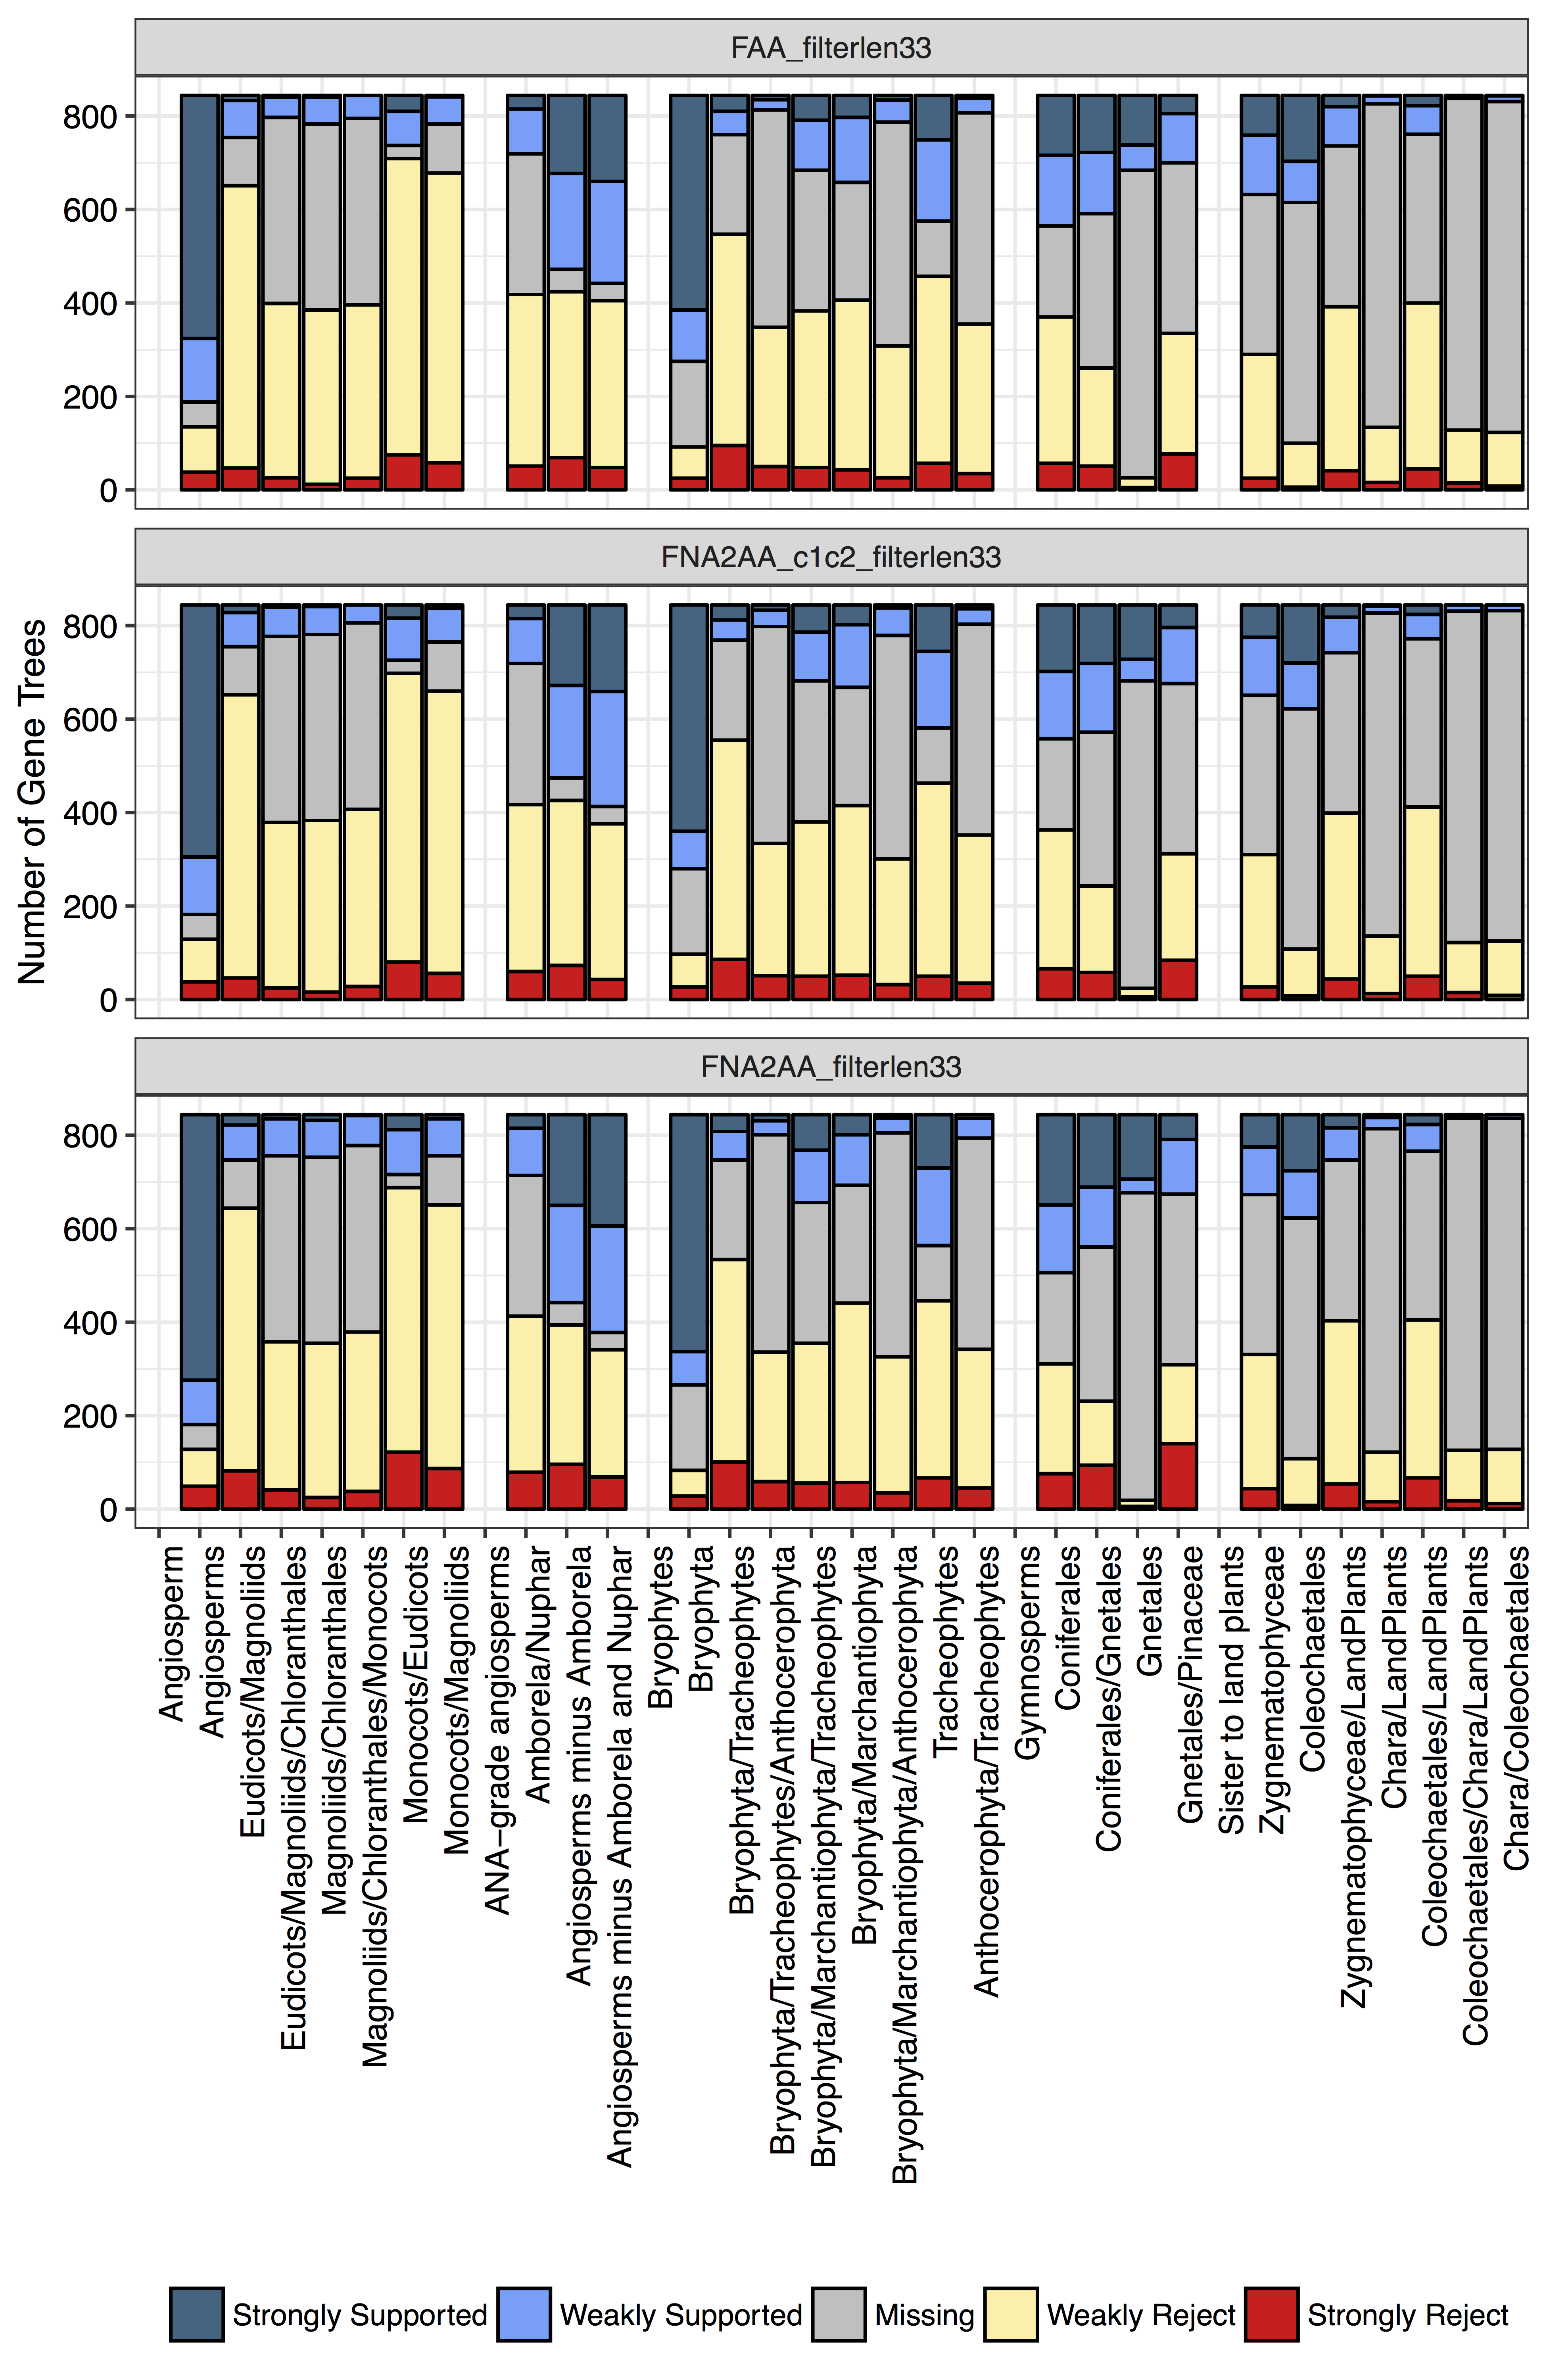 FAA_filterlen33
800
600
400
200
0
FNA2AA_c1c2_filterlen33
800
600
400
200
0
FNA2AA_filterlen33
800
600
400
200
0
Number of Gene Trees
Angiosperm
Angiosperms
Eudicots/Magnoliids
Eudicots/Magnoliids/Chloranthales
Magnoliids/Chloranthales
Magnoliids/Chloranthales/Monocots
Monocots/Eudicots
Monocots/Magnoliids
ANA−grade angiosperms
Amborela/Nuphar
Angiosperms minus Amborela
Angiosperms minus Amborela and Nuphar
Bryophytes
Bryophyta
Bryophyta/Tracheophytes
Bryophyta/Tracheophytes/Anthocerophyta
Bryophyta/Marchantiophyta/Tracheophytes
Bryophyta/Marchantiophyta
Bryophyta/Marchantiophyta/Anthocerophyta
Tracheophytes
Anthocerophyta/Tracheophytes
Gymnosperms
Coniferales
Coniferales/Gnetales
Gnetales
Gnetales/Pinaceae
Sister to land plants
Zygnematophyceae
Coleochaetales
Zygnematophyceae/LandPlants
Chara/LandPlants
Coleochaetales/LandPlants
Coleochaetales/Chara/LandPlants
Chara/Coleochaetales
Strongly Supported Weakly Supported Missing Weakly Reject Strongly Reject